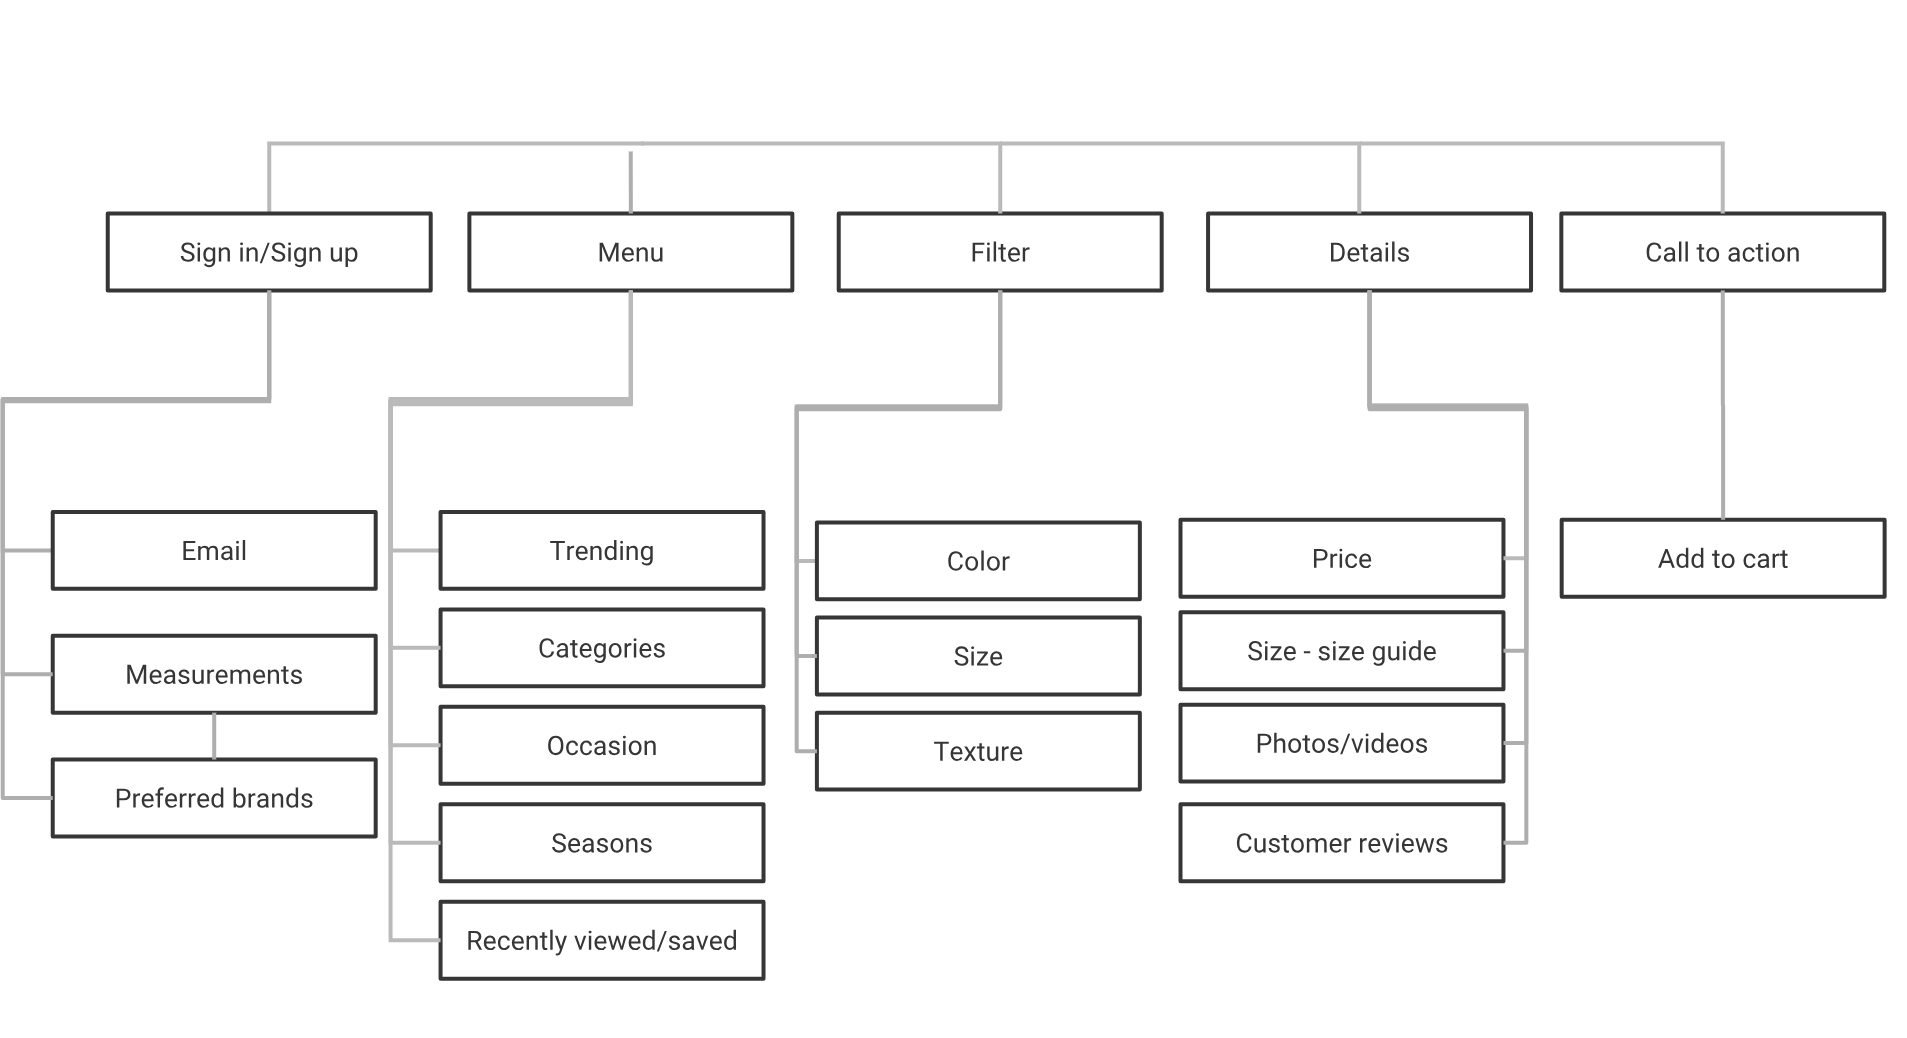 Sign in/Sign up
Menu
Filter
Details
Call to action
Email
Measurements
Preferred brands
Trending
Categories
Occasion
Seasons
Recently viewed/saved
Color
Size
Texture
Price
Size - size guide
Photos/videos
Customer reviews
Add to cart